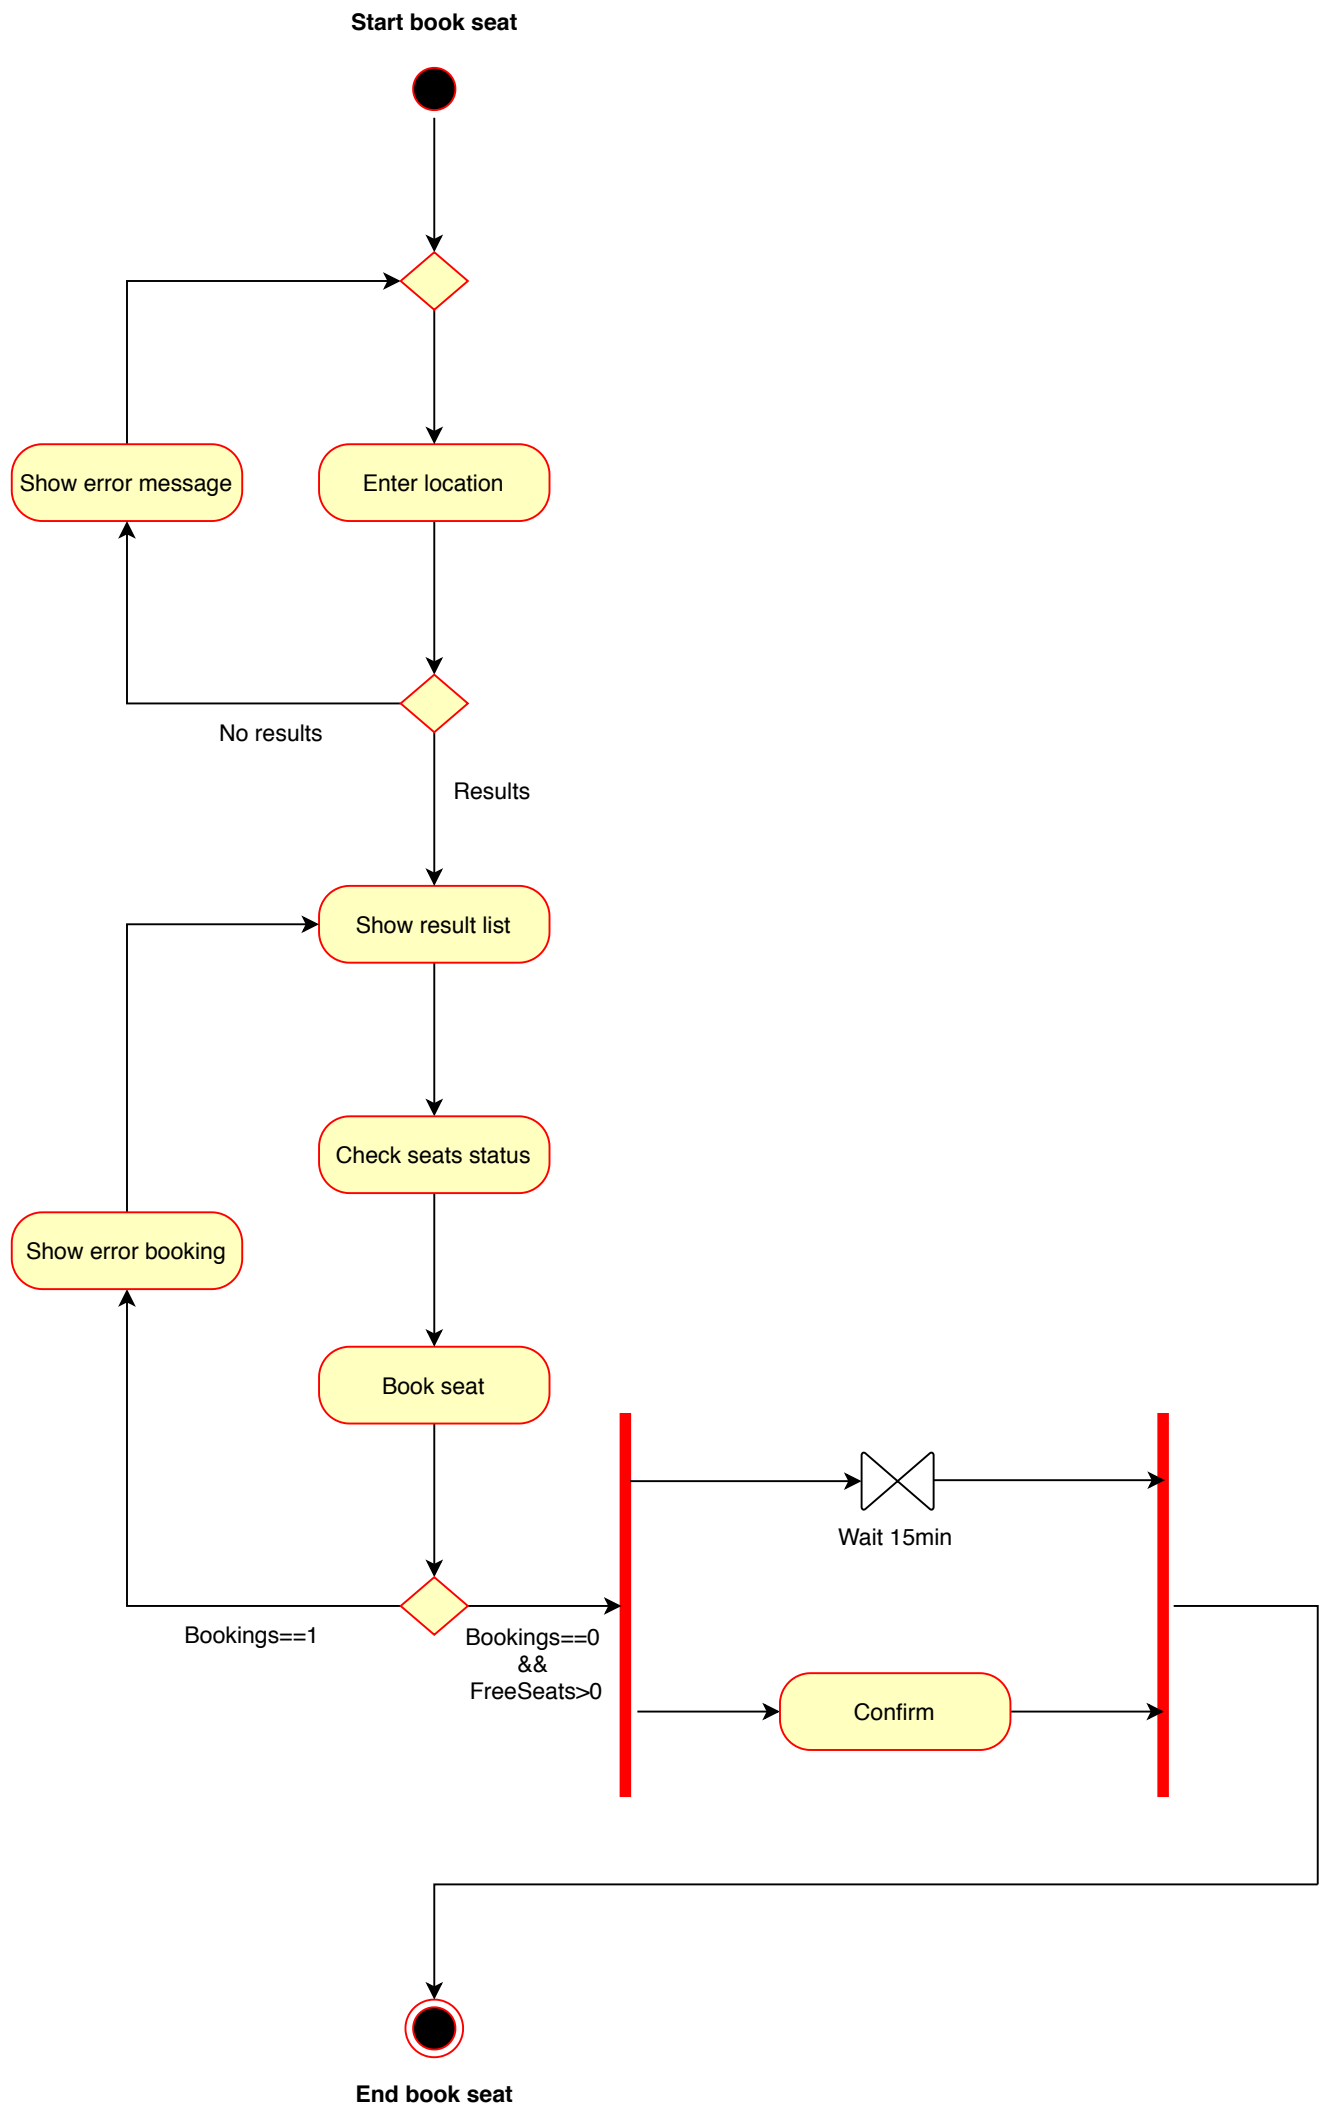 Start book seat
Show error message
Enter location
No results
Results
Show result list
Check seats status
Show error booking
Book seat
Wait 15min
Bookings==1
Bookings==0
&&
FreeSeats>0
Confirm
End book seat